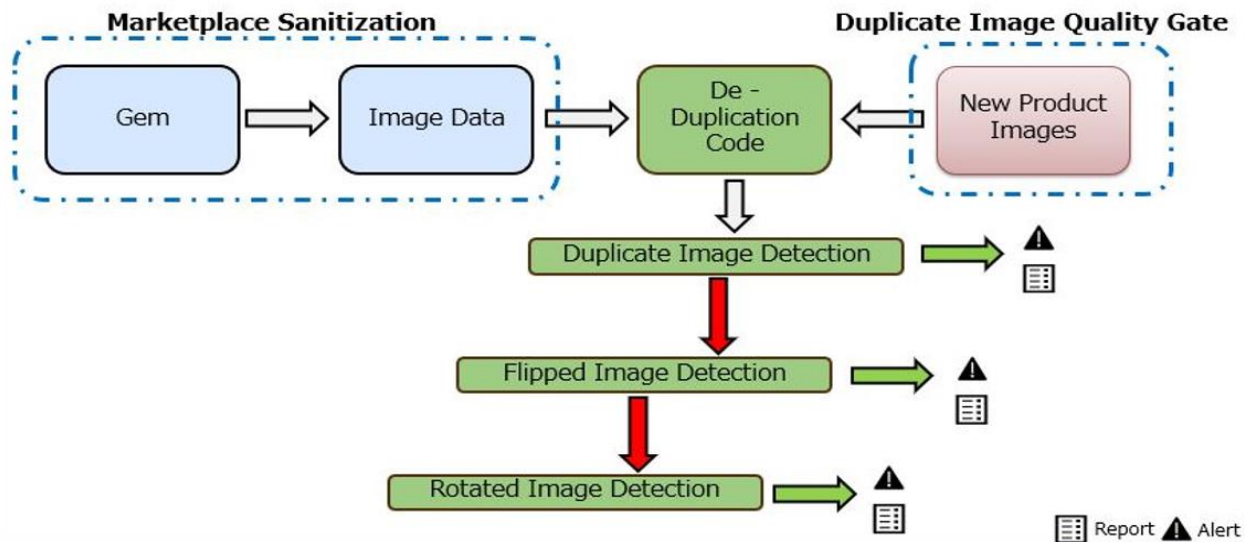 Marketplace Sanitization
Duplicate Image Quality Gate
Gem
Image Data
De -
Duplication
Code
New Product
Images
Duplicate Image Detection
Flipped Image Detection
Rotated Image Detection
Report
Alert